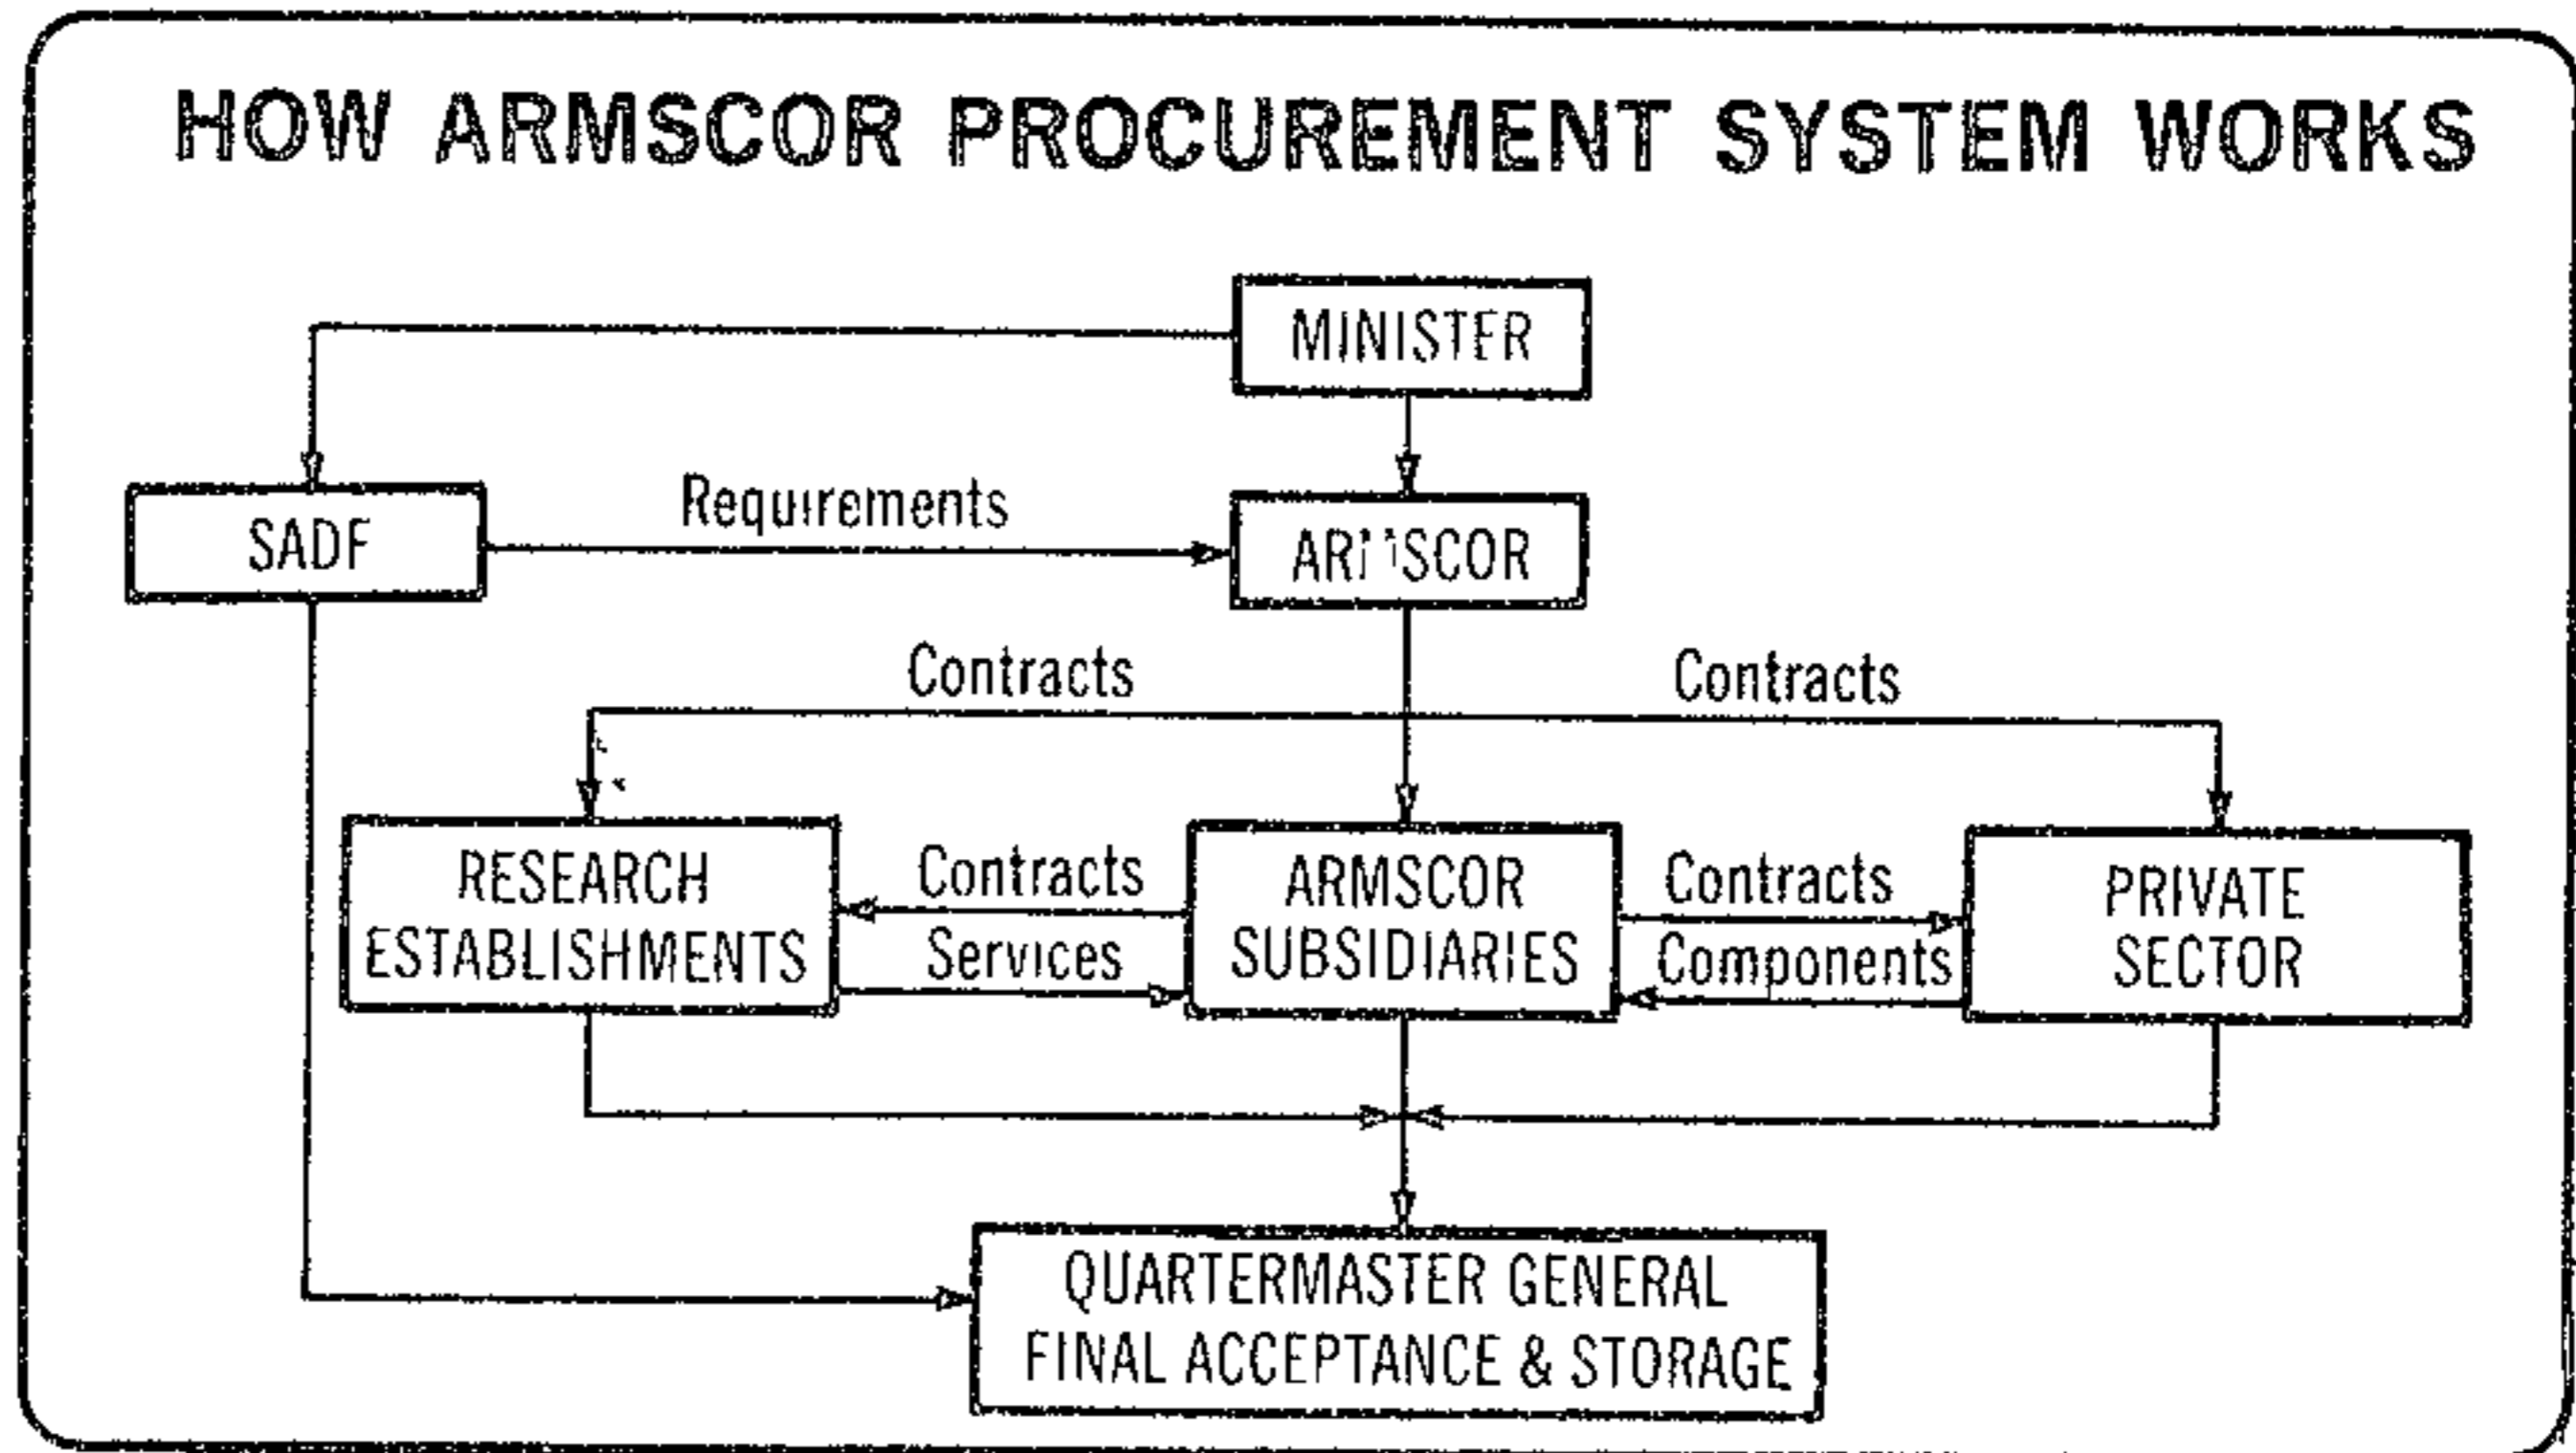 HOW ARMSCOR PROCUREMENT SYSTEM WORKS
MINISTER
SADF
Requirements
ARMSCOR
Contracts
Contracts
RESEARCH
ESTABLISHMENTS
Contracts
Services
ARMSCOR
SUBSIDIARIES
Contracts
Components
PRIVATE
SECTOR
QUARTERMASTER GENERAL
FINAL ACCEPTANCE & STORAGE